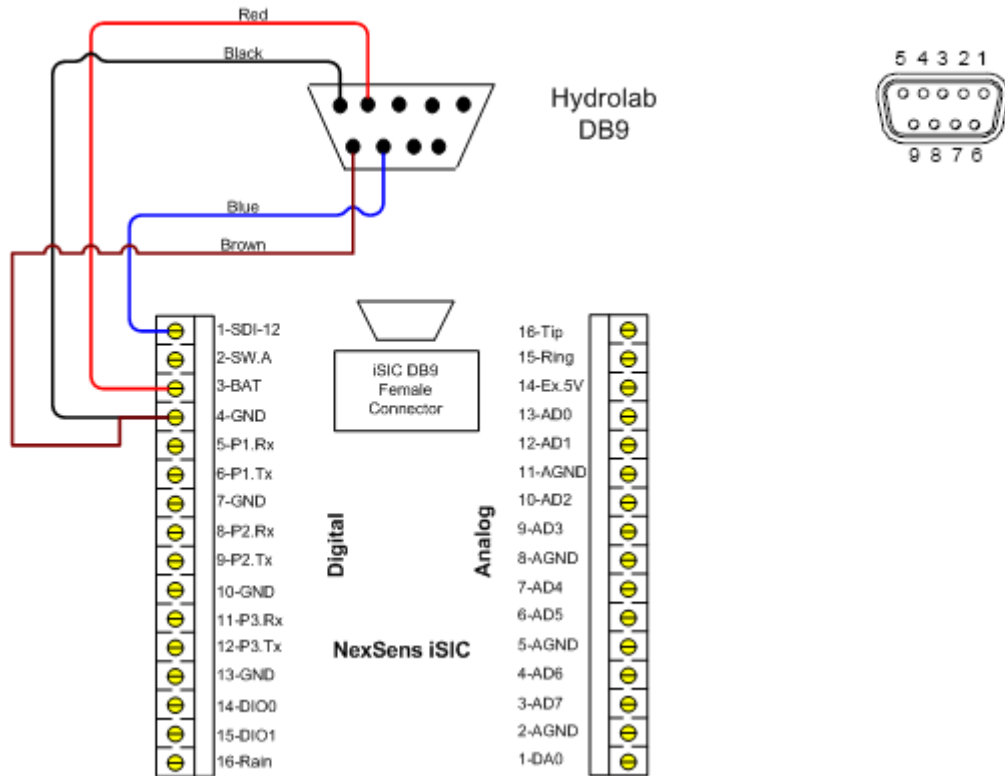 Red
Black
Hydrolab
DB9
5 4 3 2 1
9 8 7 6
Blue
Brown
1-SDI-12
2-SW.A
3-BAT
4-GND
5-P1.Rx
6-P1.Tx
7-GND
8-P2.Rx
9-P2.Tx
10-GND
11-P3.Rx
12-P3.Tx
13-GND
14-DIO0
15-DIO1
16-Rain
iSIC DB9
Female
Connector
Digital
Analog
NexSens iSIC
16-Tip
15-Ring
14-Ex.5V
13-AD0
12-AD1
11-AGND
10-AD2
9-AD3
8-AGND
7-AD4
6-AD5
5-AGND
4-AD6
3-AD7
2-AGND
1-DA0